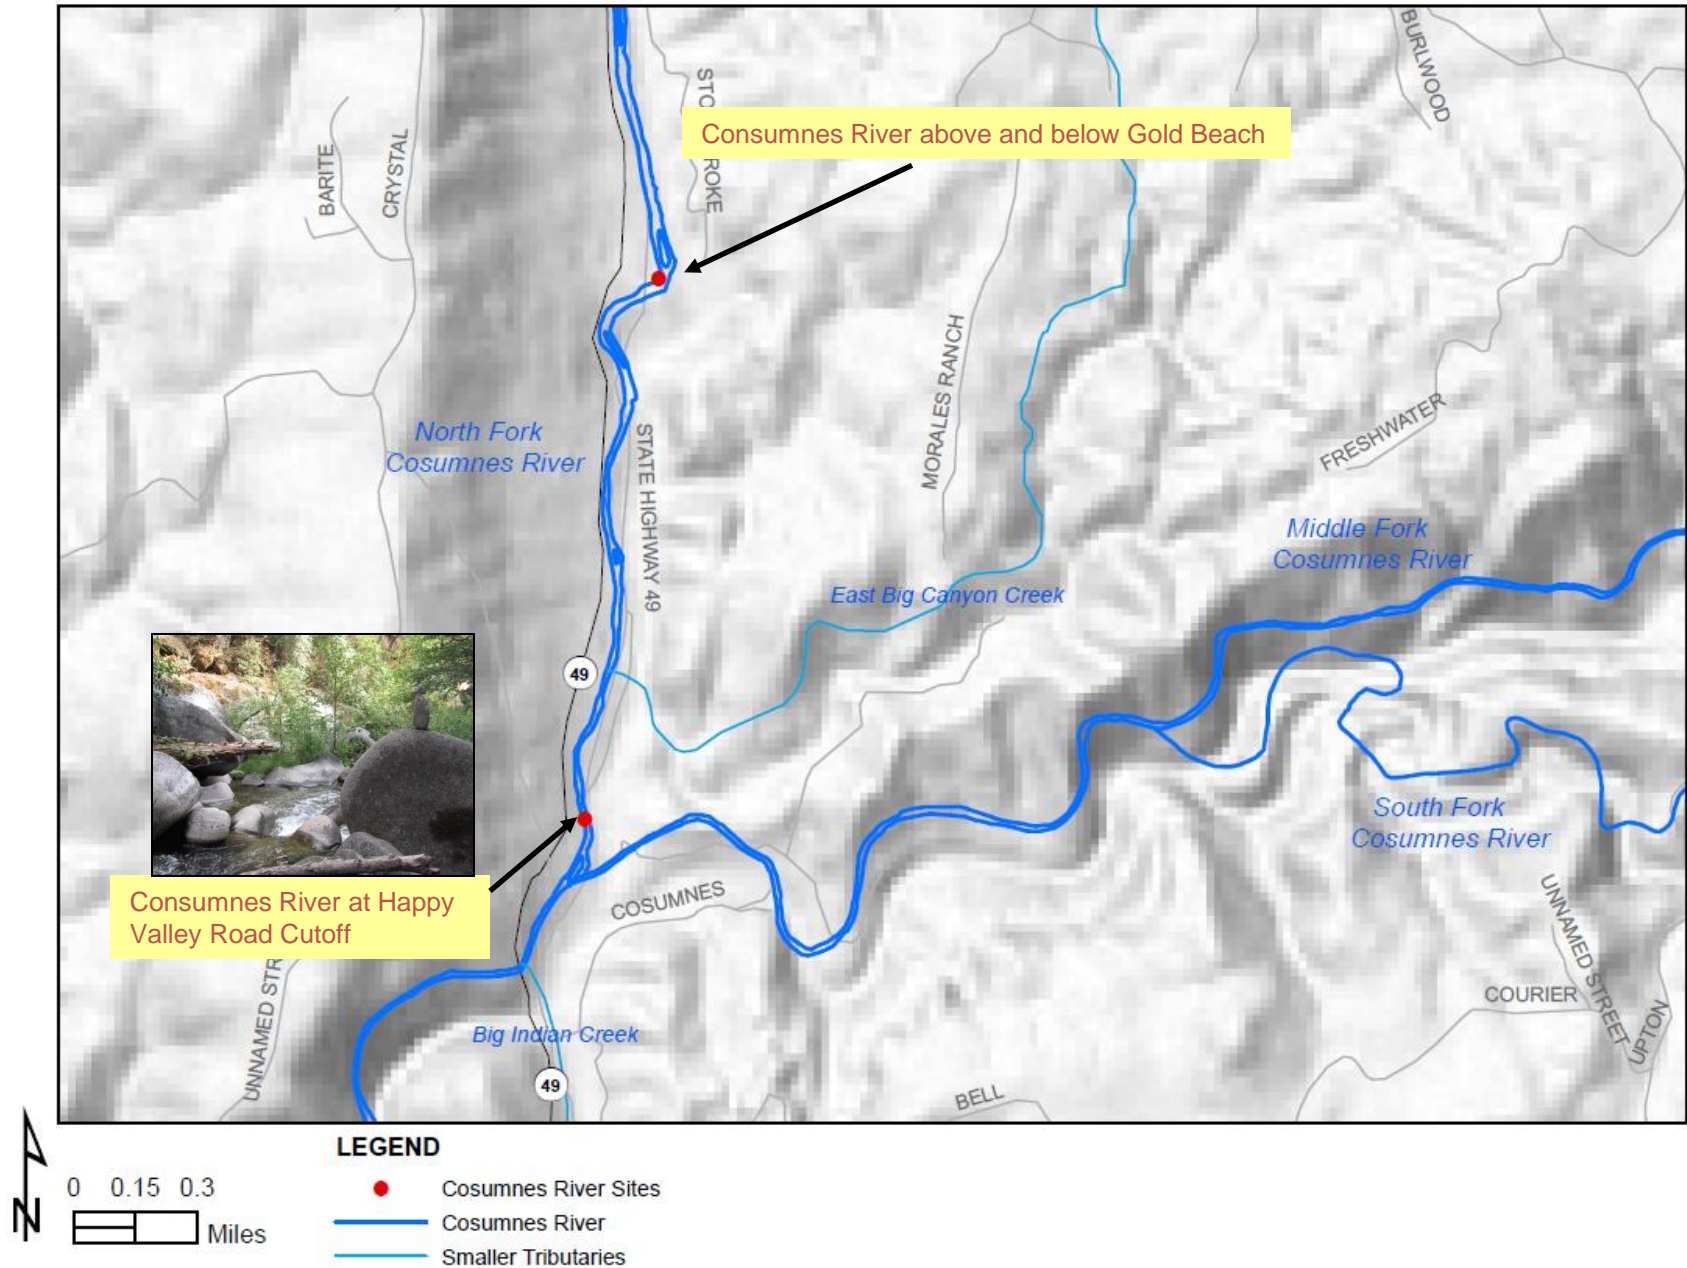 BURLWOOD
STO
ROKE
Consumnes River above and below Gold Beach
BARITE
CRYSTAL
North Fork
Cosumnes River
STATE HIGHWAY 49
MORALES RANCH
FRESHWATER
Middle Fork
Cosumnes River
East Big Canyon Creek
49
South Fork
Cosumnes River
Consumnes River at Happy
Valley Road Cutoff
COSUMNES
UNNAMED STR
UNNAMED STREET
COURIER
UPTON
Big Indian Creek
49
BELL
N
LEGEND
0 0.15 0.3
Miles
Cosumnes River Sites
Cosumnes River
Smaller Tributaries